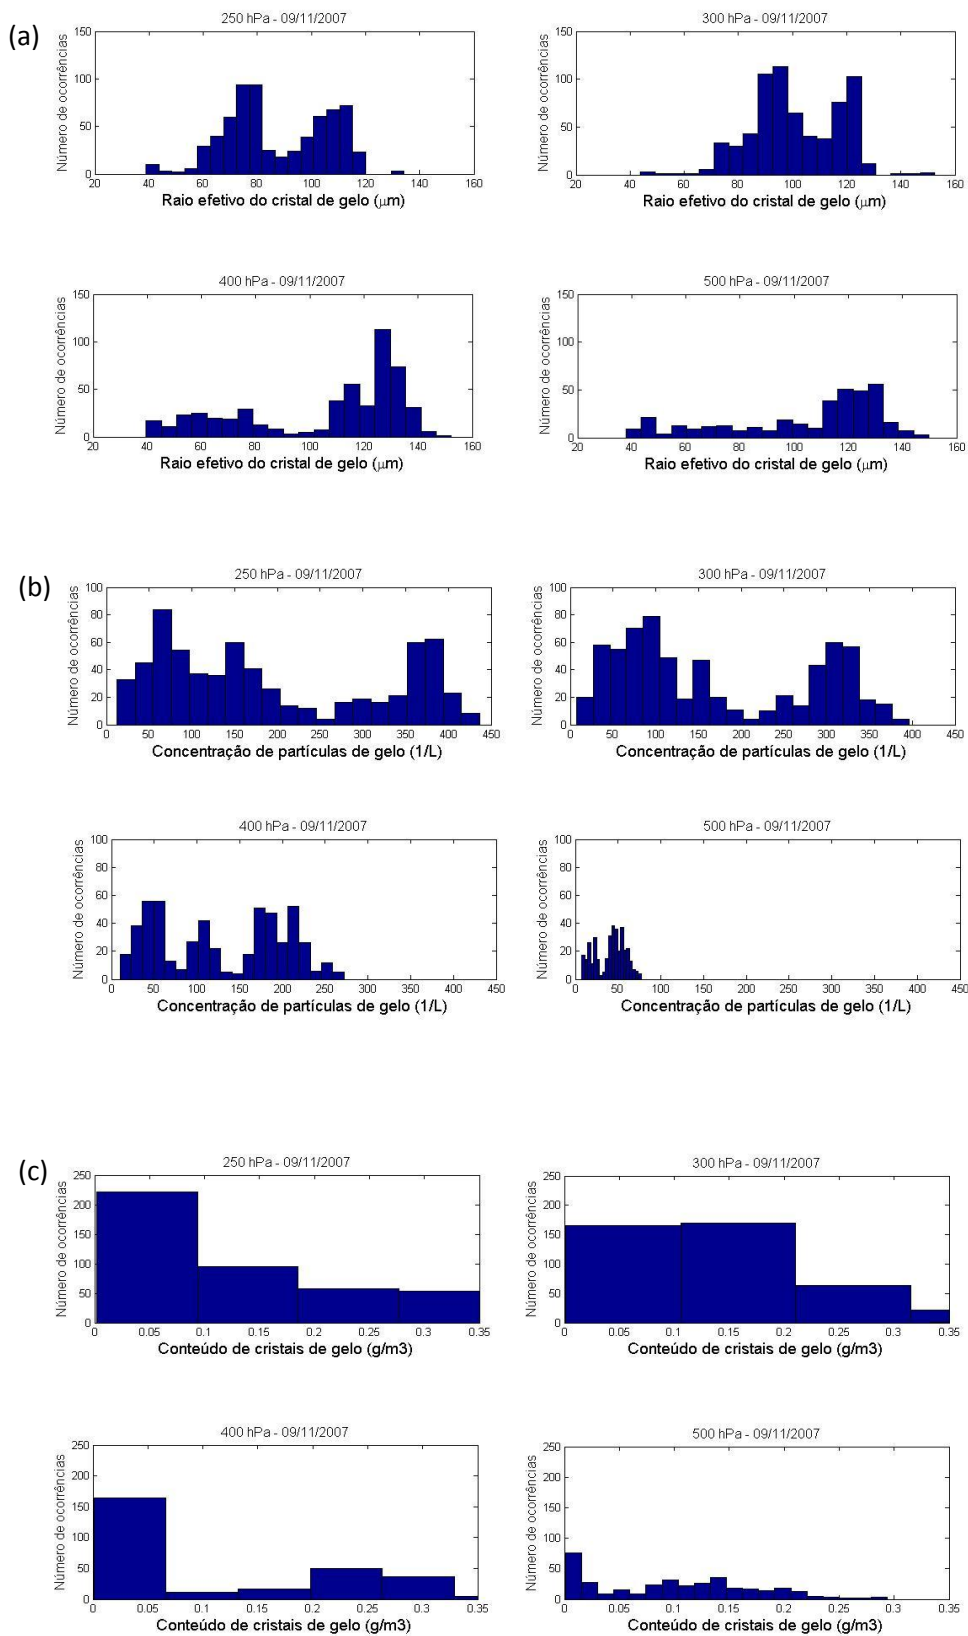 (a)
250 hPa - 09/11/2007
Número de ocorrências
150
100
50
0
20 40 60 80 100 120 140 160
Raio efetivo do cristal de gelo (μm)
300 hPa - 09/11/2007
Número de ocorrências
150
100
50
0
20 40 60 80 100 120 140 160
Raio efetivo do cristal de gelo (μm)
400 hPa - 09/11/2007
Número de ocorrências
150
100
50
0
20 40 60 80 100 120 140 160
Raio efetivo do cristal de gelo (μm)
500 hPa - 09/11/2007
Número de ocorrências
150
100
50
0
20 40 60 80 100 120 140 160
Raio efetivo do cristal de gelo (μm)
(b)
250 hPa - 09/11/2007
Número de ocorrências
100
80
60
40
20
0
0 50 100 150 200 250 300 350 400 450
Concentração de partículas de gelo (1/L)
300 hPa - 09/11/2007
Número de ocorrências
100
80
60
40
20
0
0 50 100 150 200 250 300 350 400 450
Concentração de partículas de gelo (1/L)
400 hPa - 09/11/2007
Número de ocorrências
100
80
60
40
20
0
0 50 100 150 200 250 300 350 400 450
Concentração de partículas de gelo (1/L)
500 hPa - 09/11/2007
Número de ocorrências
100
80
60
40
20
0
0 50 100 150 200 250 300 350 400 450
Concentração de partículas de gelo (1/L)
(c)
250 hPa - 09/11/2007
Número de ocorrências
250
200
150
100
50
0
0 0.05 0.1 0.15 0.2 0.25 0.3 0.35
Conteúdo de cristais de gelo (g/m3)
300 hPa - 09/11/2007
Número de ocorrências
250
200
150
100
50
0
0 0.05 0.1 0.15 0.2 0.25 0.3 0.35
Conteúdo de cristais de gelo (g/m3)
400 hPa - 09/11/2007
Número de ocorrências
250
200
150
100
50
0
0 0.05 0.1 0.15 0.2 0.25 0.3 0.35
Conteúdo de cristais de gelo (g/m3)
500 hPa - 09/11/2007
Número de ocorrências
250
200
150
100
50
0
0 0.05 0.1 0.15 0.2 0.25 0.3 0.35
Conteúdo de cristais de gelo (g/m3)